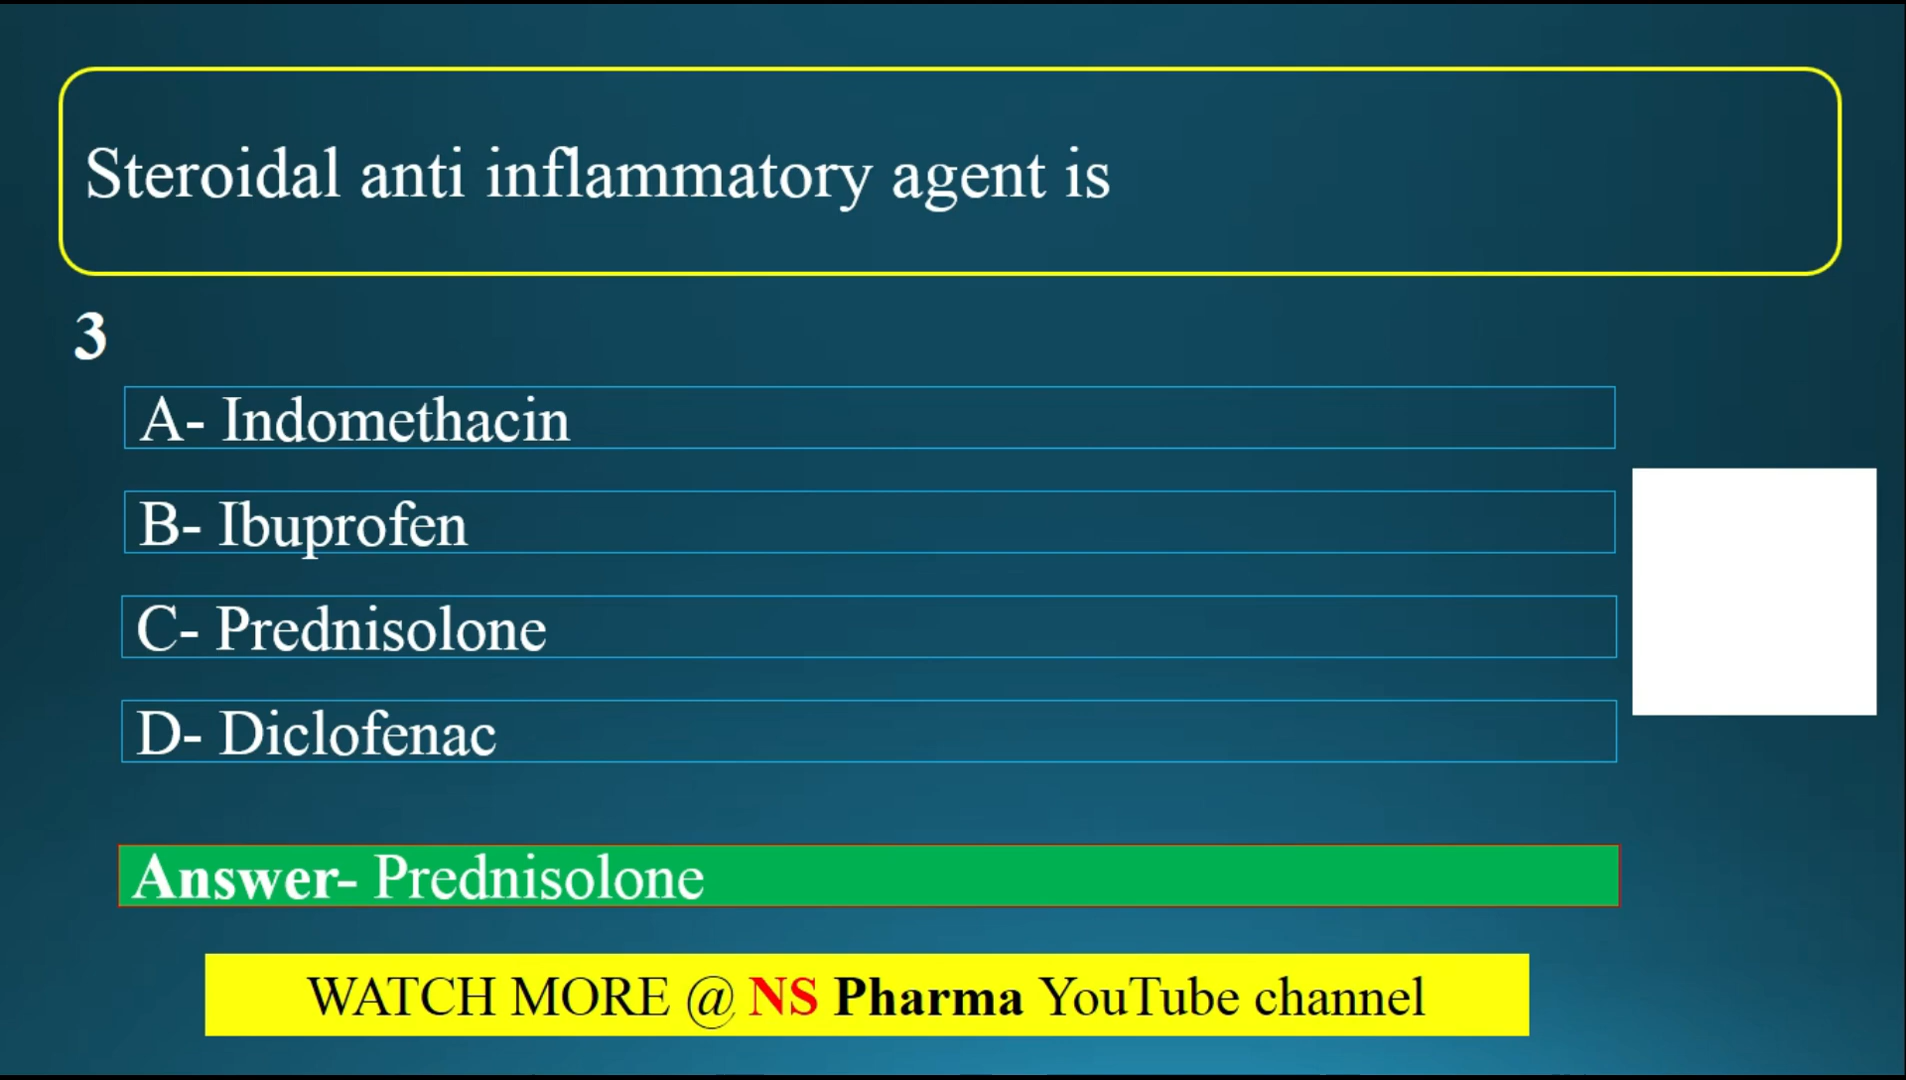 Steroidal anti inflammatory agent is
3
A- Indomethacin
B- Ibuprofen
C- Prednisolone
D- Diclofenac
Answer- Prednisolone
WATCH MORE @ NS Pharma YouTube channel